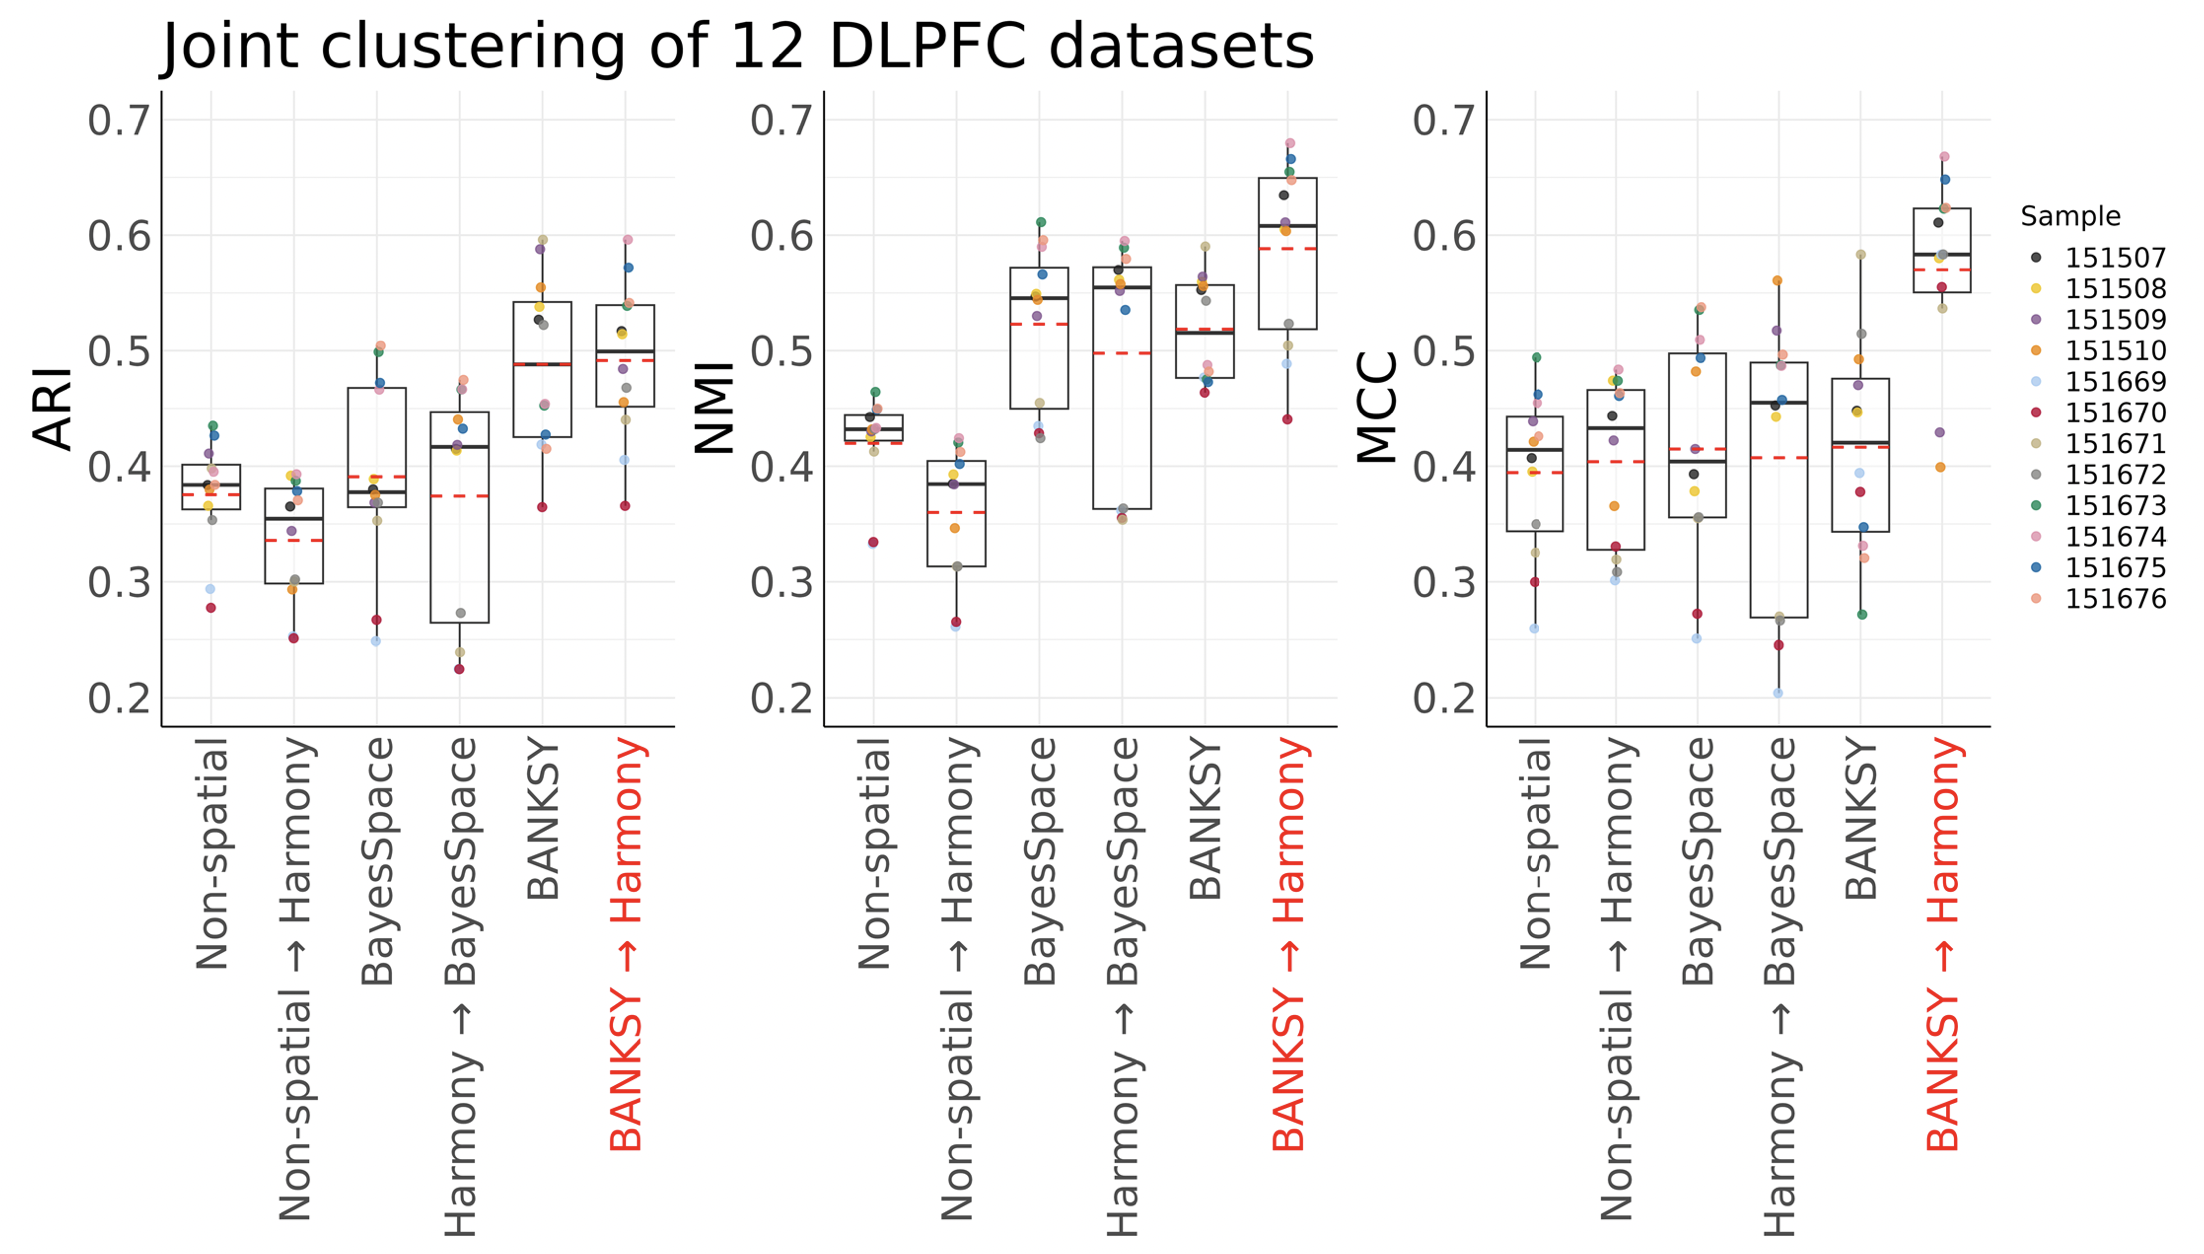 Joint clustering of 12 DLPFC datasets
ARI
0.7
0.6
0.5
0.4
0.3
0.2
Non-spatial
Non-spatial → Harmony
BayesSpace
Harmony → BayesSpace
BANKSY
BANKSY → Harmony
NMI
0.7
0.6
0.5
0.4
0.3
0.2
Non-spatial
Non-spatial → Harmony
BayesSpace
Harmony → BayesSpace
BANKSY
BANKSY → Harmony
MCC
0.7
0.6
0.5
0.4
0.3
0.2
Non-spatial
Non-spatial → Harmony
BayesSpace
Harmony → BayesSpace
BANKSY
BANKSY → Harmony
Sample
151507
151508
151509
151510
151669
151670
151671
151672
151673
151674
151675
151676